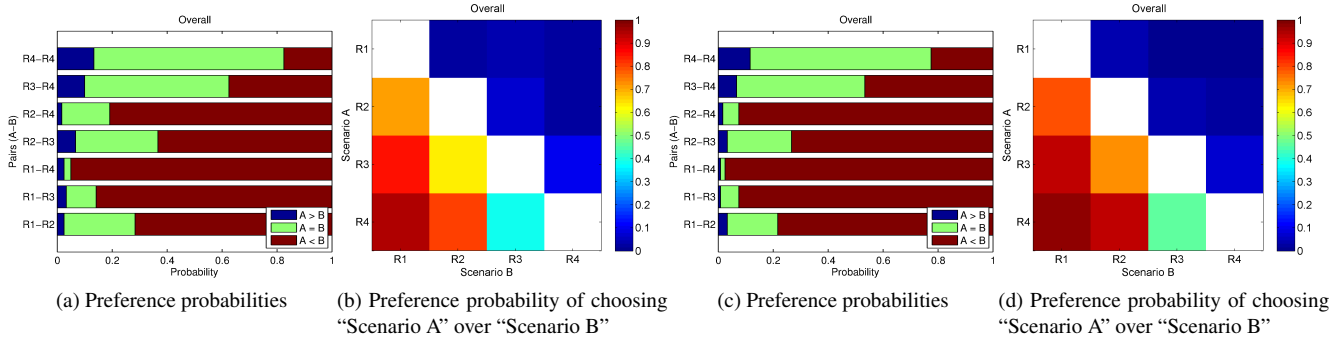 Overall
Pairs (A−B)
R4−R4
R3−R4
R2−R4
R2−R3
R1−R4
R1−R3
R1−R2
A > B
A = B
A < B
0 0.2 0.4 0.6 0.8 1
Probability
(a) Preference probabilities
Overall
Scenario A
R1
R2
R3
R4
R1 R2 R3 R4
Scenario B
1
0.9
0.8
0.7
0.6
0.5
0.4
0.3
0.2
0.1
0
(b) Preference probability of choosing
“Scenario A” over “Scenario B”
Overall
Pairs (A−B)
R4−R4
R3−R4
R2−R4
R2−R3
R1−R4
R1−R3
R1−R2
A > B
A = B
A < B
0 0.2 0.4 0.6 0.8 1
Probability
(c) Preference probabilities
Overall
Scenario A
R1
R2
R3
R4
R1 R2 R3 R4
Scenario B
1
0.9
0.8
0.7
0.6
0.5
0.4
0.3
0.2
0.1
0
(d) Preference probability of choosing
“Scenario A” over “Scenario B”